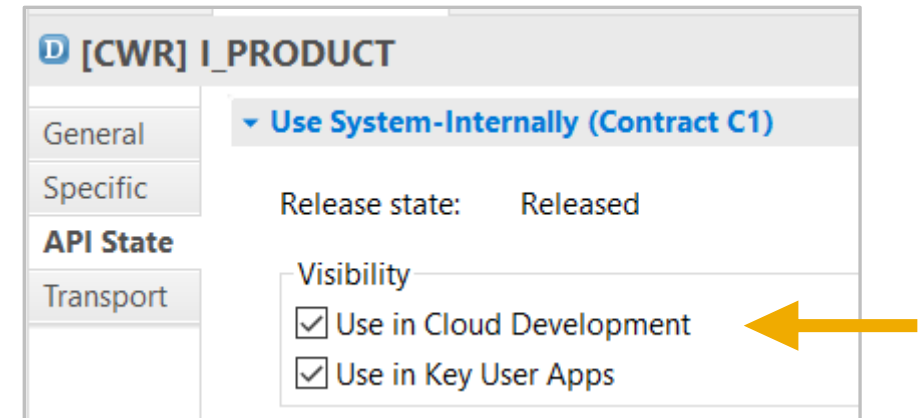 D [CWR] I_PRODUCT
General
Specific
API State
Transport
Use System-Internally (Contract C1)
Release state: Released
Visibility
Use in Cloud Development
Use in Key User Apps